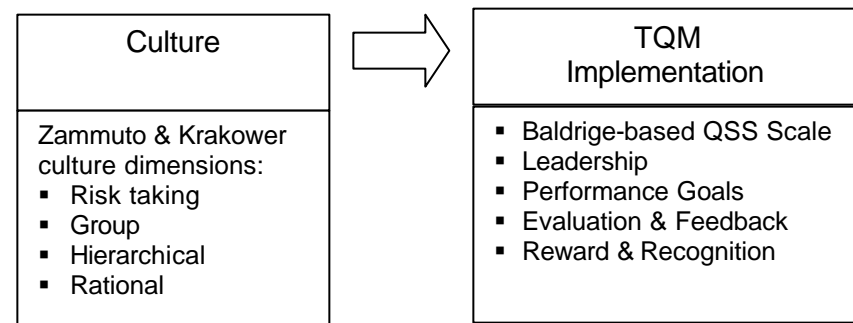 Culture
Zammuto & Krakower
culture dimensions:
▪ Risk taking
▪ Group
▪ Hierarchical
▪ Rational
TQM
Implementation
▪ Baldrige-based QSS Scale
▪ Leadership
▪ Performance Goals
▪ Evaluation & Feedback
▪ Reward & Recognition